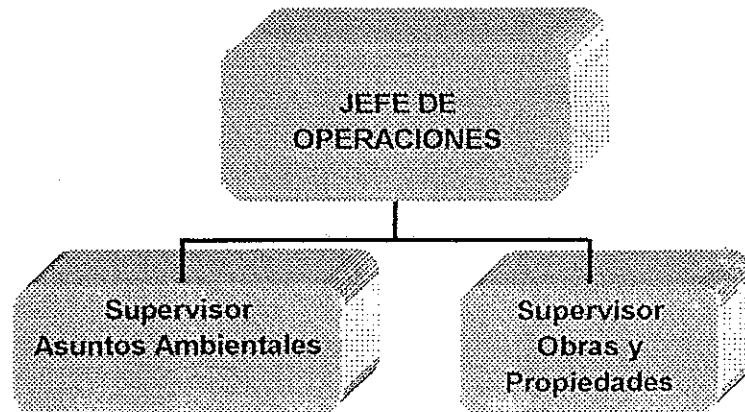 JEFE DE
OPERACIONES
Supervisor
Asuntos Ambientales
Supervisor
Obras y
Propiedades